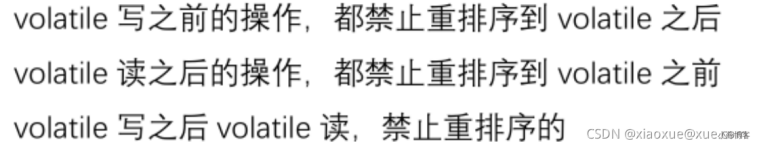 volatile 写之前的操作，都禁止重排序到 volatile 之后
volatile 读之后的操作，都禁止重排序到 volatile 之前
volatile 写之后 volatile 读，禁止重排序的
CSDN @xiaoxue@xue